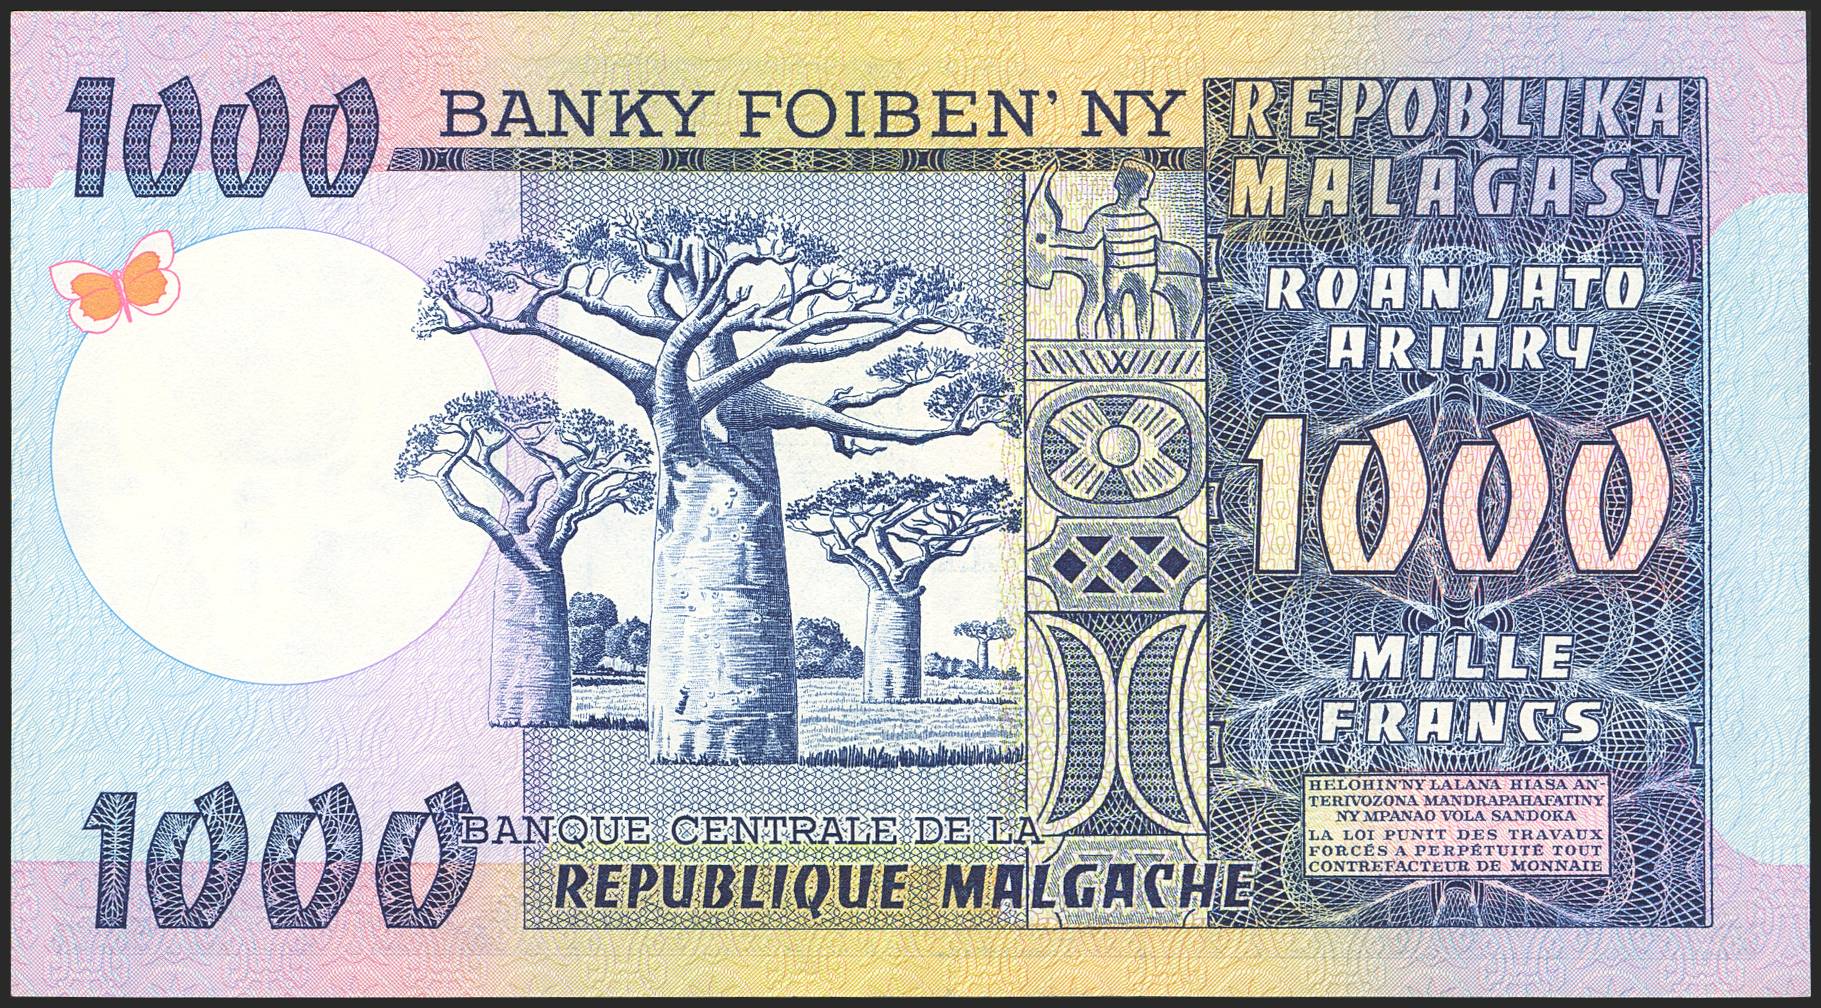 1000
BANKY FOIBEN' NY
REPOBLIKA
MALAGASY
ROAN JATO
ARIARY
1000
MILLE
FRANCS
HELOHIN'NY LALANA HIASA AN-
TERIVOZONA MANDRAPAHAFATINY
NY MPANAO VOLA SANDOKA
LA LOI PUNIT DES TRAVAUX
FORCÉS A PERPÉTUITÉ TOUT
CONTREFACTEUR DE MONNAIE
1000
BANQUE CENTRALE DE LA
REPUBLIQUE MALGACHE